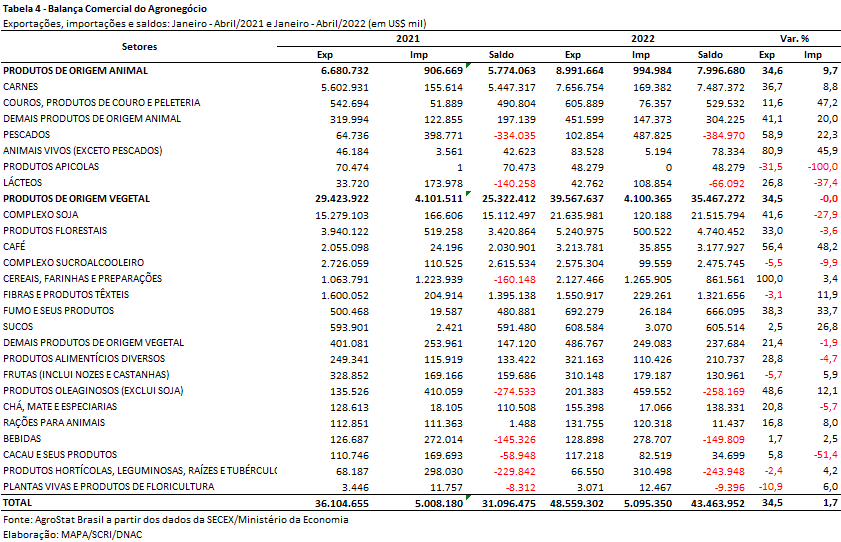 Tabela 4 - Balança Comercial do Agronegócio
Exportações, importações e saldos: Janeiro - Abril/2021 e Janeiro - Abril/2022 (em US$ mil)
Setores 2021 2022 Var. %
Exp Imp Saldo Exp Imp Saldo Exp Imp
PRODUTOS DE ORIGEM ANIMAL 6.680.732 906.669 5.774.063 8.991.664 994.984 7.996.680 34,6 9,7
CARNES 5.602.931 155.614 5.447.317 7.656.754 169.382 7.487.372 36,7 8,8
COUROS, PRODUTOS DE COURO E PELETERIA 542.694 51.889 490.804 605.889 76.357 529.532 11,6 47,2
DEMAIS PRODUTOS DE ORIGEM ANIMAL 319.994 122.855 197.139 451.599 147.373 304.225 41,1 20,0
PESCADOS 64.736 398.771 -334.035 102.854 487.825 -384.970 58,9 22,3
ANIMAIS VIVOS (EXCETO PESCADOS) 46.184 3.561 42.623 83.528 5.194 78.334 80,9 45,9
PRODUTOS APICOLAS 70.474 1 70.473 48.279 0 48.279 -31,5 -100,0
LÁCTEOS 33.720 173.978 -140.258 42.762 108.854 -66.092 26,8 -37,4
PRODUTOS DE ORIGEM VEGETAL 29.423.922 4.101.511 25.322.412 39.567.637 4.100.365 35.467.272 34,5 -0,0
COMPLEXO SOJA 15.279.103 166.606 15.112.497 21.635.981 120.188 21.515.794 41,6 -27,9
PRODUTOS FLORESTAIS 3.940.122 519.258 3.420.864 5.240.975 500.522 4.740.452 33,0 -3,6
CAFÉ 2.055.098 24.196 2.030.901 3.213.781 35.855 3.177.927 56,4 48,2
COMPLEXO SUCROALCOOLEIRO 2.726.059 110.525 2.615.534 2.575.304 99.559 2.475.745 -5,5 -9,9
CEREAIS, FARINHAS E PREPARAÇÕES 1.063.791 1.223.939 -160.148 2.127.466 1.265.905 861.561 100,0 3,4
FIBRAS E PRODUTOS TÊXTEIS 1.600.052 204.914 1.395.138 1.550.917 229.261 1.321.656 -3,1 11,9
FUMO E SEUS PRODUTOS 500.468 19.587 480.881 692.279 26.184 666.095 38,3 33,7
SUCOS 593.901 2.421 591.480 608.584 3.070 605.514 2,5 26,8
DEMAIS PRODUTOS DE ORIGEM VEGETAL 401.081 253.961 147.120 486.767 249.083 237.684 21,4 -1,9
PRODUTOS ALIMENTÍCIOS DIVERSOS 249.341 115.919 133.422 321.163 110.426 210.737 28,8 -4,7
FRUTAS (INCLUI NOZES E CASTANHAS) 328.852 169.166 159.686 310.148 179.187 130.961 -5,7 5,9
PRODUTOS OLEAGINOSOS (EXCLUI SOJA) 135.526 410.059 -274.533 201.383 459.552 -258.169 48,6 12,1
CHÁ, MATE E ESPECIARIAS 128.613 18.105 110.508 155.398 17.066 138.331 20,8 -5,7
RAÇÕES PARA ANIMAIS 112.851 111.363 1.488 131.755 120.318 11.437 16,8 8,0
BEBIDAS 126.687 272.014 -145.326 128.898 278.707 -149.809 1,7 2,5
CACAU E SEUS PRODUTOS 110.746 169.693 -58.948 117.218 82.519 34.699 5,8 -51,4
PRODUTOS HORTÍCOLAS, LEGUMINOSAS, RAÍZES E TUBÉRCULO 68.187 298.030 -229.842 66.550 310.498 -243.948 -2,4 4,2
PLANTAS VIVAS E PRODUTOS DE FLORICULTURA 3.446 11.757 -8.312 3.071 12.467 -9.396 -10,9 6,0
TOTAL 36.104.655 5.008.180 31.096.475 48.559.302 5.095.350 43.463.952 34,5 1,7
Fonte: AgroStat Brasil a partir dos dados da SECEX/Ministério da Economia
Elaboração: MAPA/SCRI/DNAC